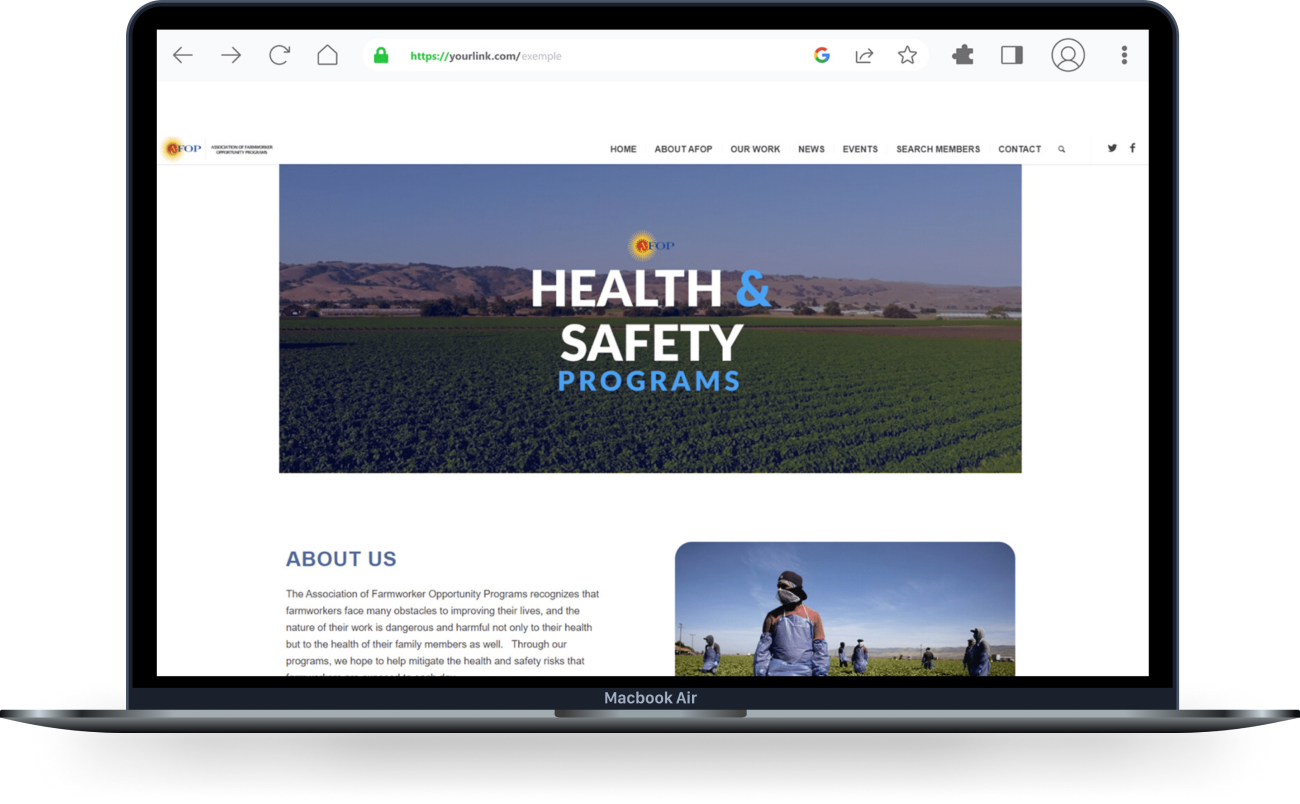 https://yourlink.com/exemple
AFOP
ASSOCIATION OF FARMWORKER
OPPORTUNITY PROGRAMS
HOME ABOUT AFOP OUR WORK NEWS EVENTS SEARCH MEMBERS CONTACT
AFOP
HEALTH &
SAFETY
PROGRAMS
ABOUT US
The Association of Farmworker Opportunity Programs recognizes that
farmworkers face many obstacles to improving their lives, and the
nature of their work is dangerous and harmful not only to their health
but to the health of their family members as well. Through our
programs, we hope to help mitigate the health and safety risks that
Macbook Air